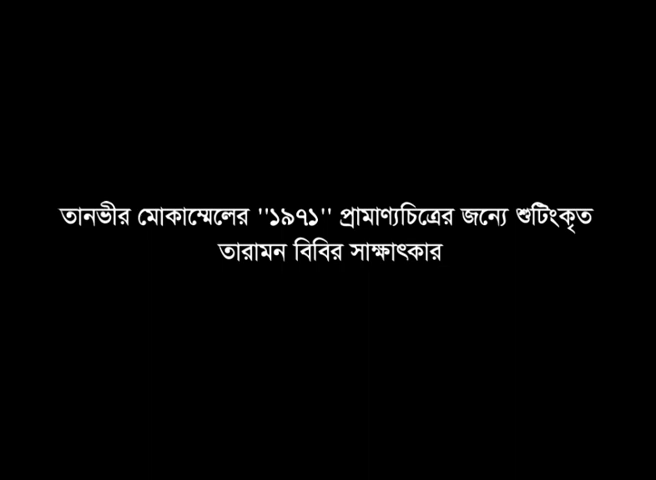 তানভীর মোকাম্মেলের ''১৯৭১'' প্রামাণ্যচিত্রের জন্যে শুটিংকৃত
তারামন বিবির সাক্ষাৎকার